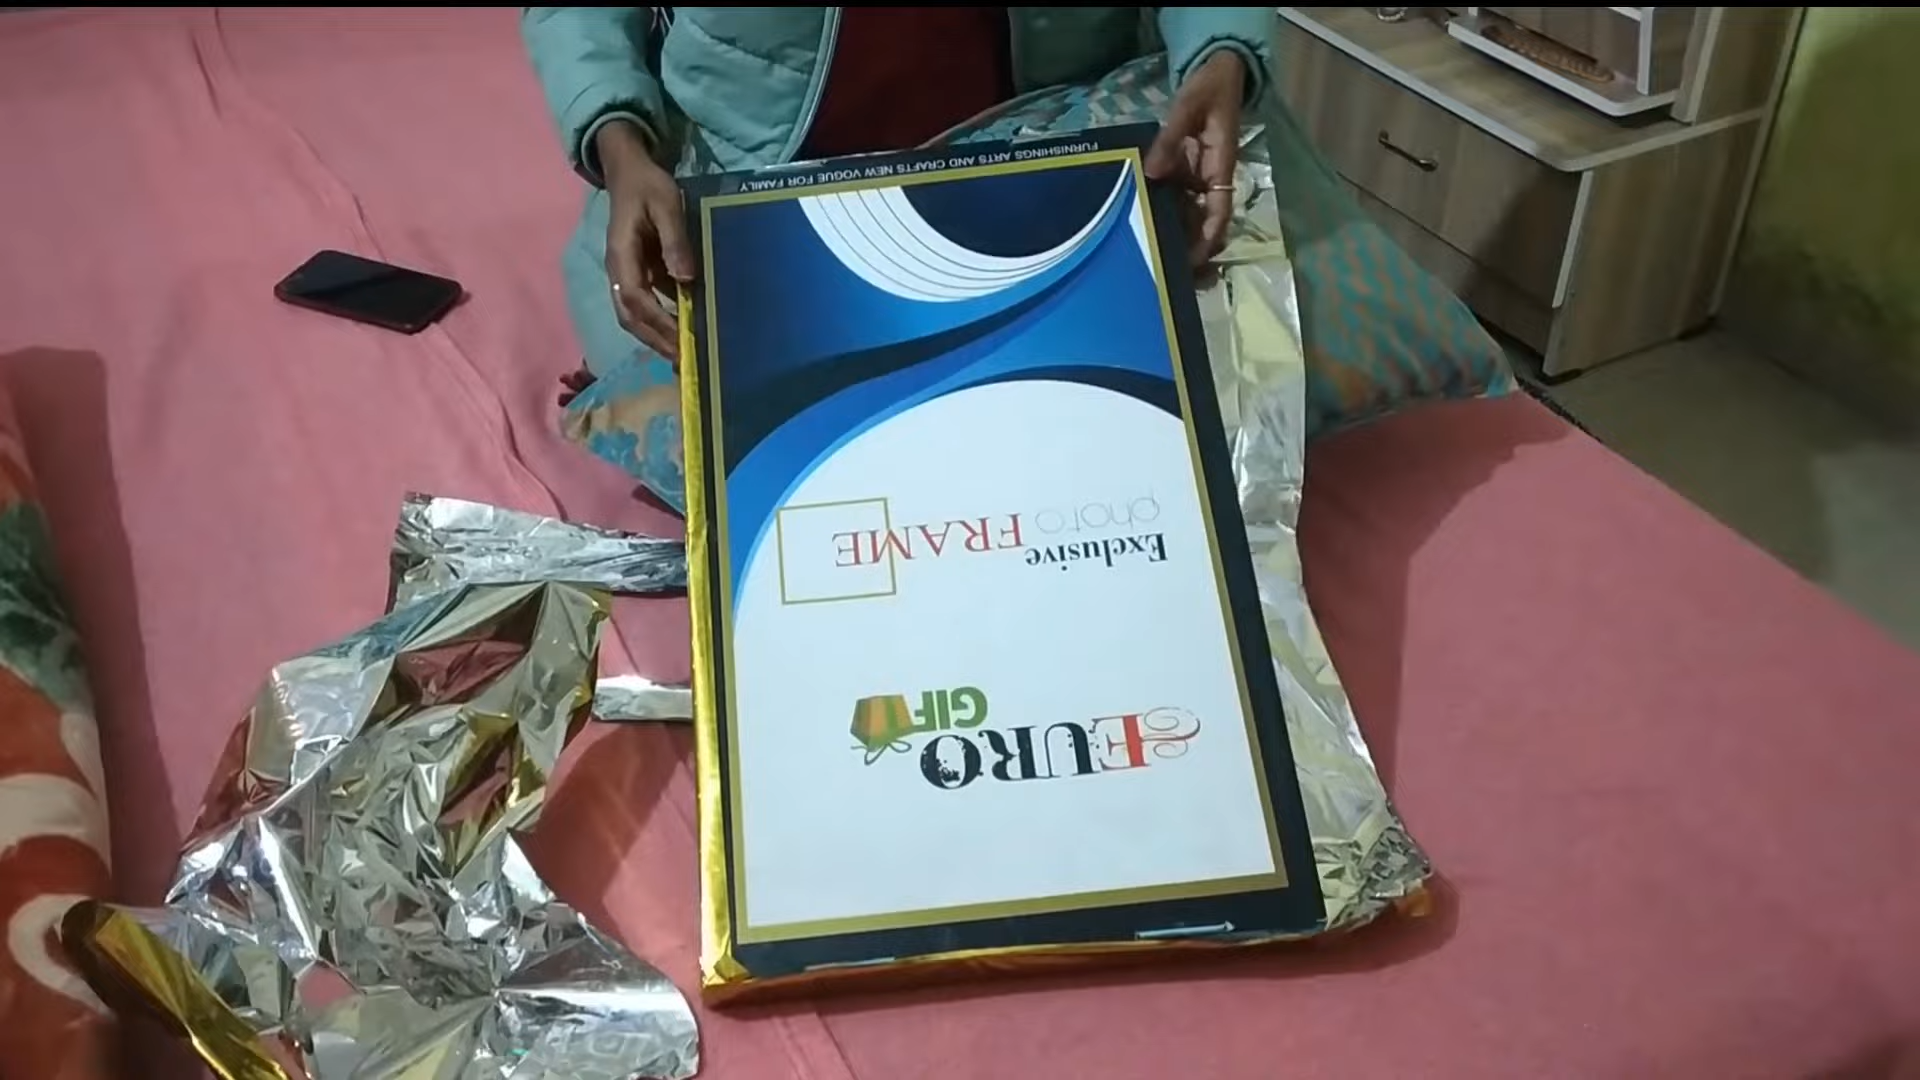 EURO
GIFT
Exclusive
photo FRAME
FURNISHINGS ARTS AND CRAFTS NEW VOGUE FOR FAMILY